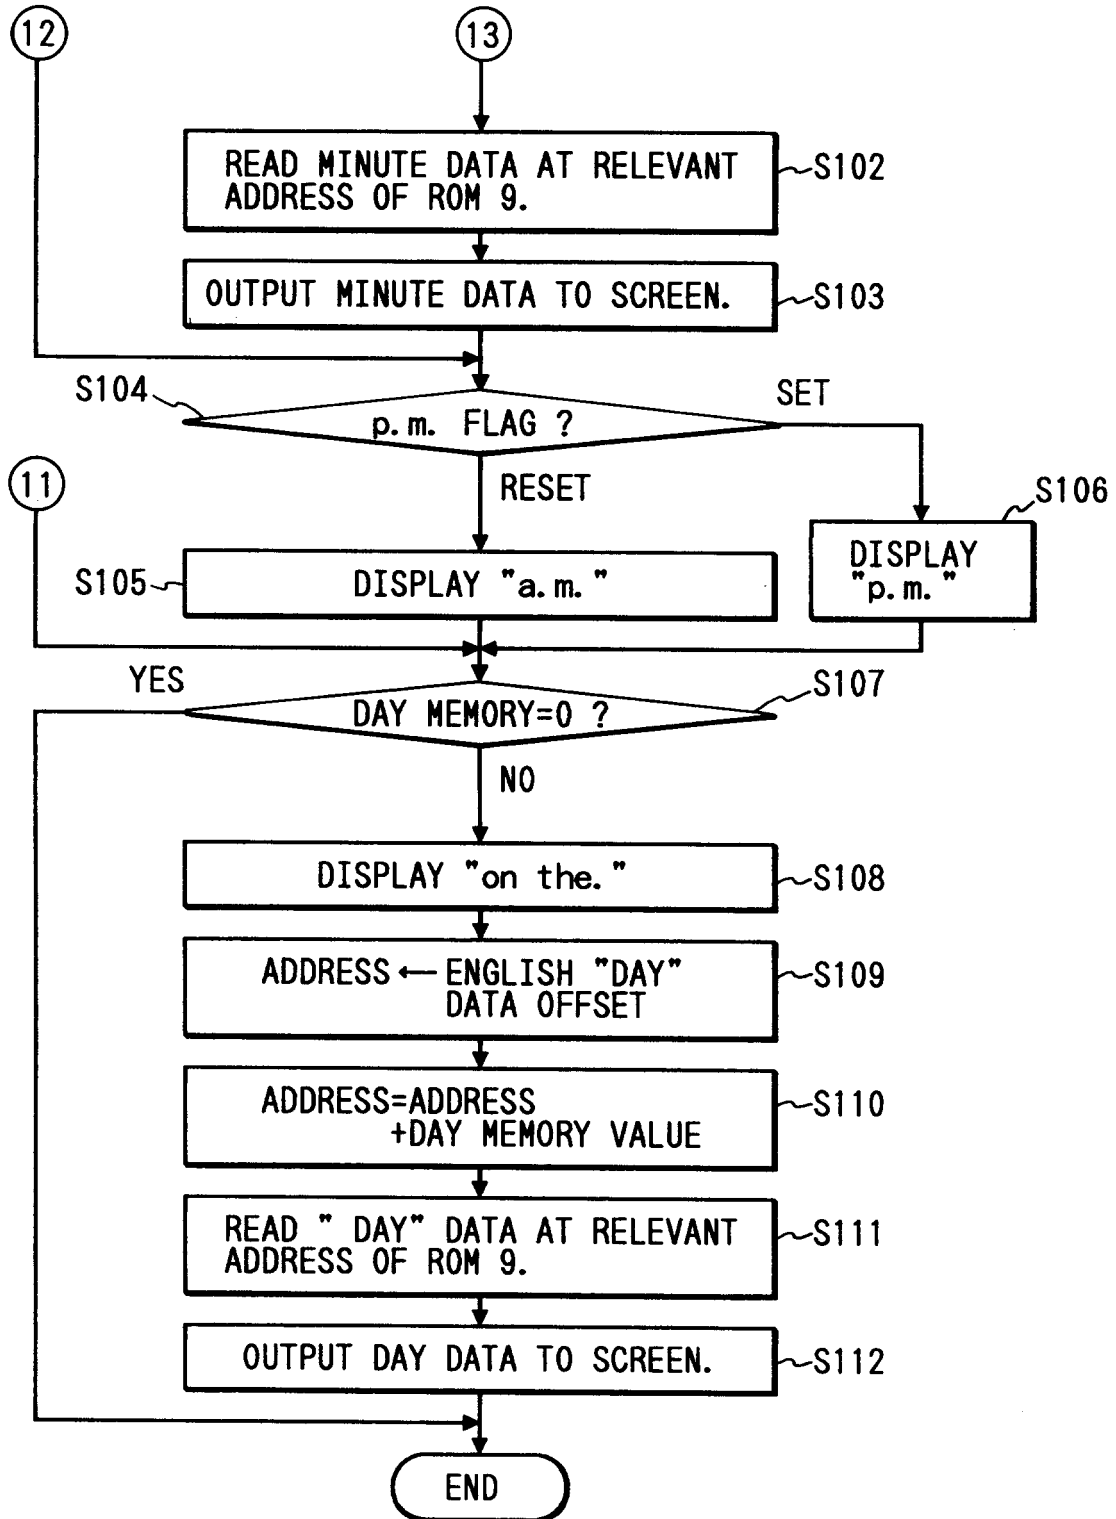 12
13
READ MINUTE DATA AT RELEVANT
ADDRESS OF ROM 9.
S102
OUTPUT MINUTE DATA TO SCREEN.
S103
S104
p.m. FLAG ?
SET
RESET
11
S106
DISPLAY
"p.m."
S105
DISPLAY "a.m."
YES
S107
DAY MEMORY=0 ?
NO
DISPLAY "on the."
S108
ADDRESS ← ENGLISH "DAY"
DATA OFFSET
S109
ADDRESS=ADDRESS
+DAY MEMORY VALUE
S110
READ " DAY" DATA AT RELEVANT
ADDRESS OF ROM 9.
S111
OUTPUT DAY DATA TO SCREEN.
S112
END